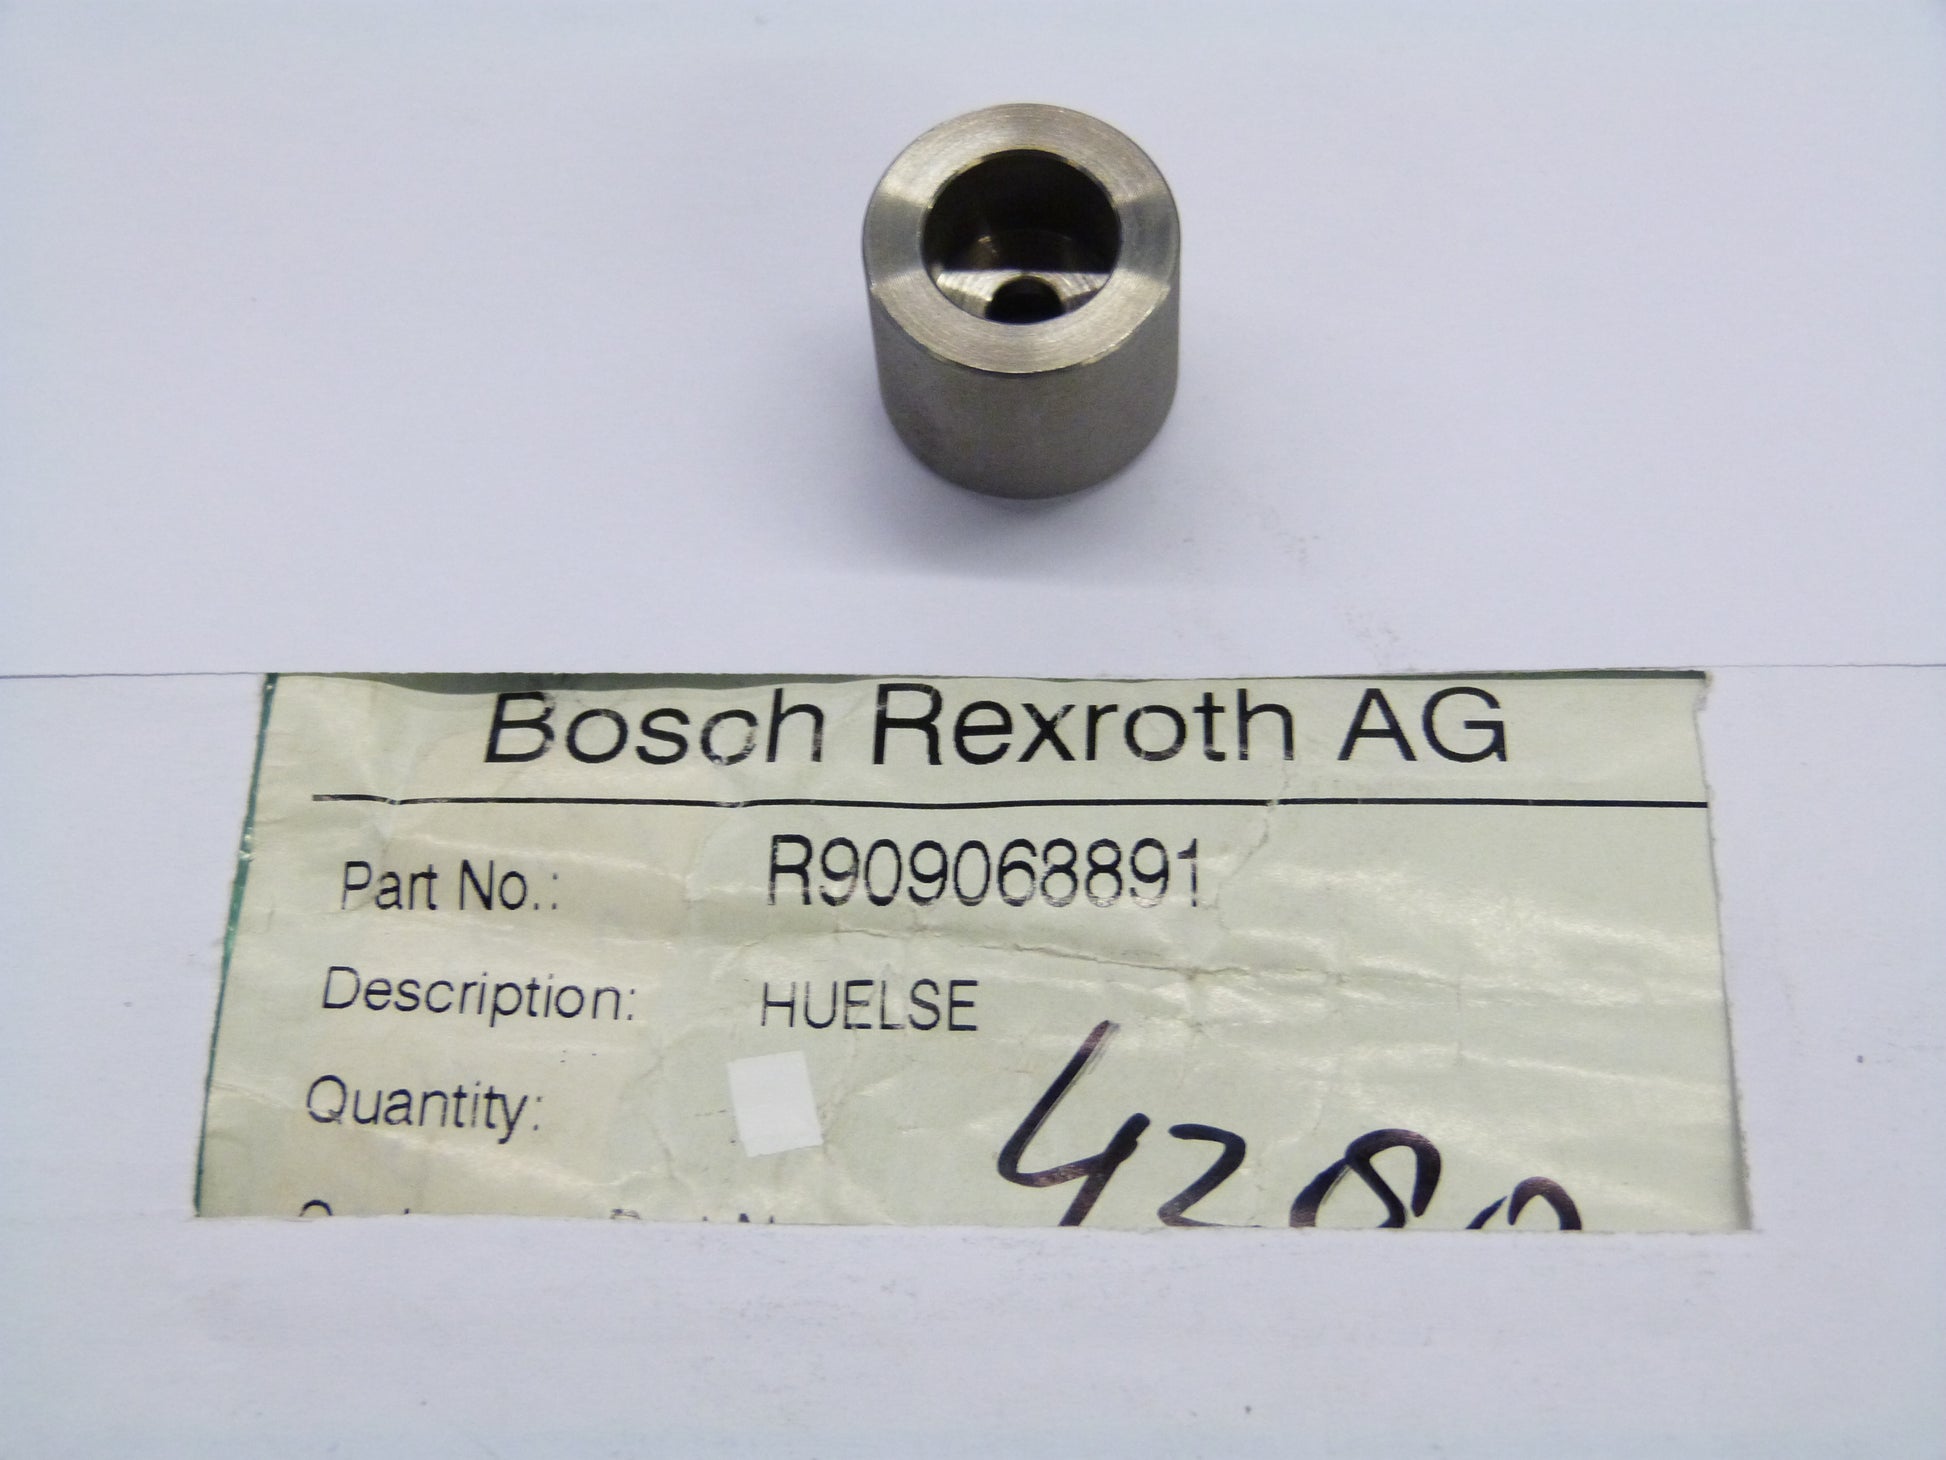 Bosch Rexroth AG
Part No.: R909068891
Description: HUELSE
Quantity: